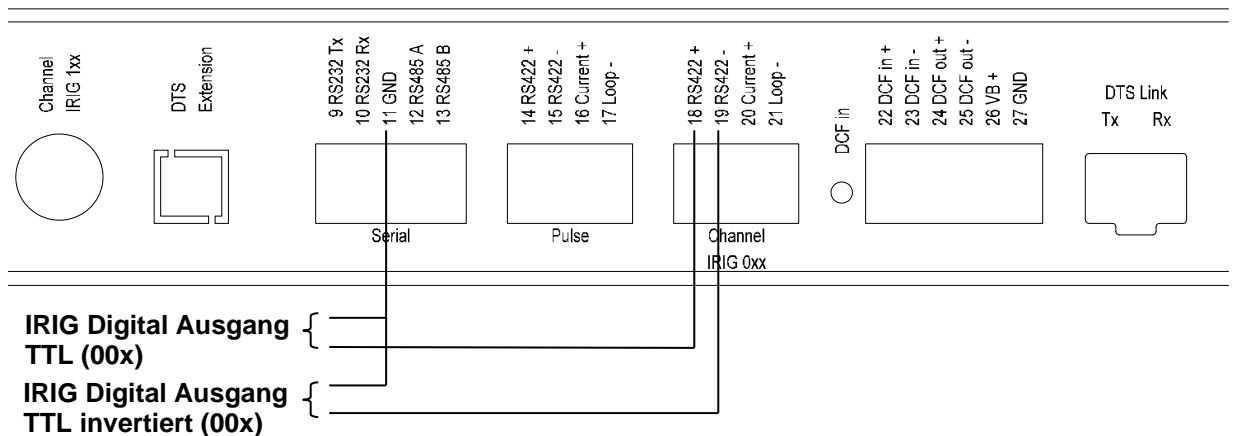 Channel
IRIG 1xx
DTS
Extension
9 RS232 Tx
10 RS232 Rx
11 GND
12 RS485 A
13 RS485 B
14 RS422 +
15 RS422 -
16 Current +
17 Loop -
18 RS422 +
19 RS422 -
20 Current +
21 Loop -
DCF in
22 DCF in +
23 DCF in -
24 DCF out +
25 DCF out -
26 VB +
27 GND
DTS Link
Tx Rx
Serial
Pulse
Channel
IRIG 0xx
IRIG Digital Ausgang
TTL (00x)
IRIG Digital Ausgang
TTL invertiert (00x)